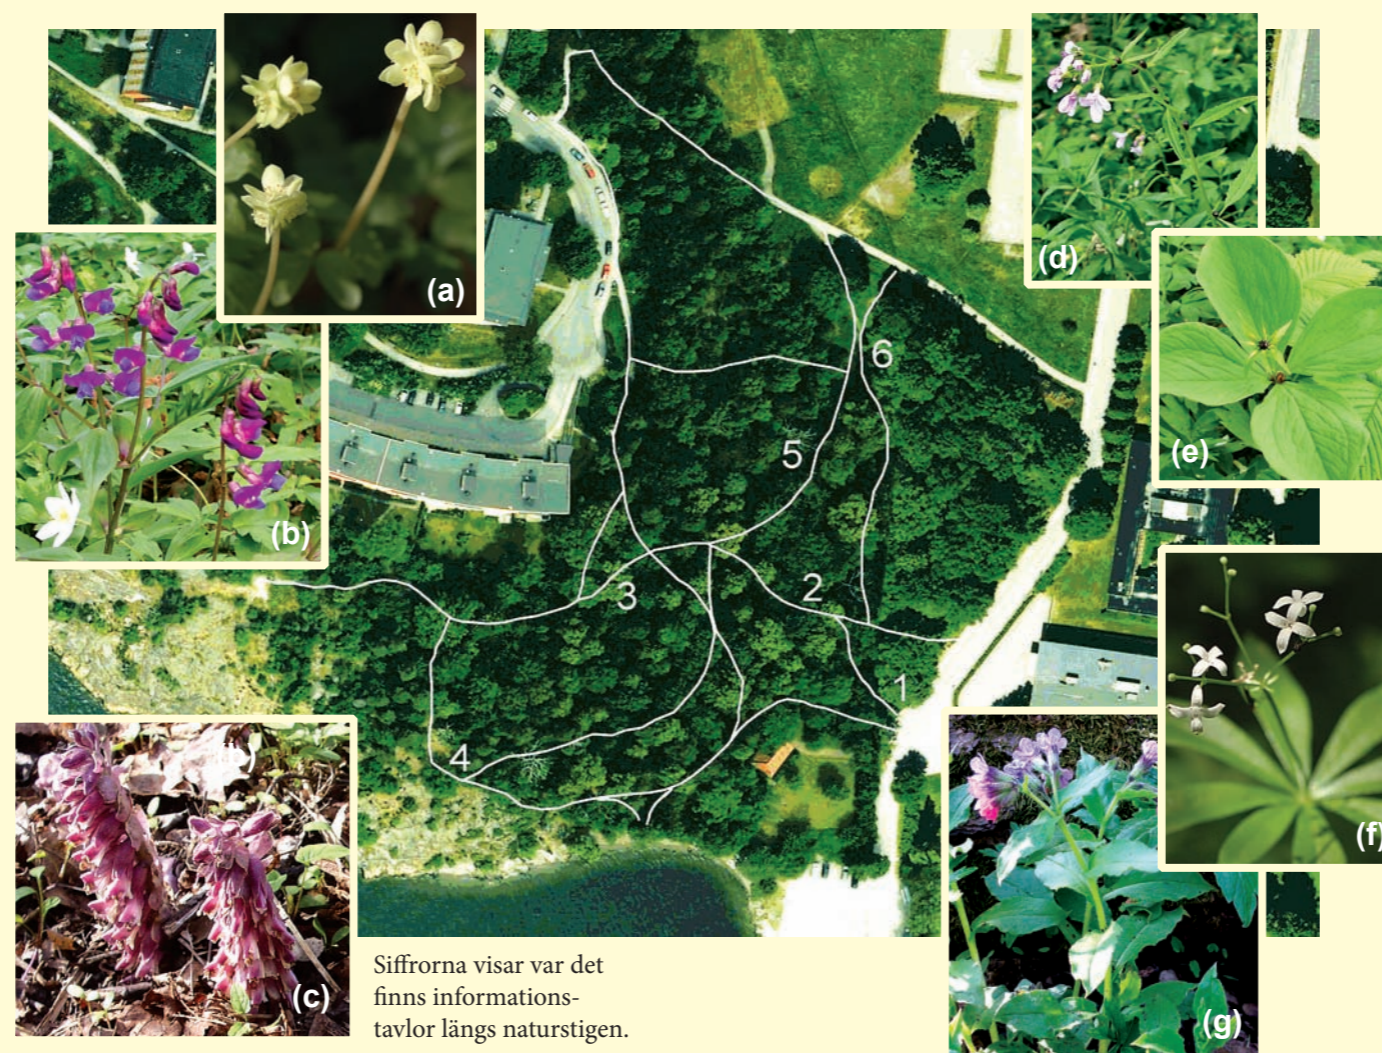 (a)
(b)
(c)
(d)
(e)
(f)
(g)
6
5
3
2
1
4
Siffrorna visar var det
finns informations-
tavlor längs naturstigen.